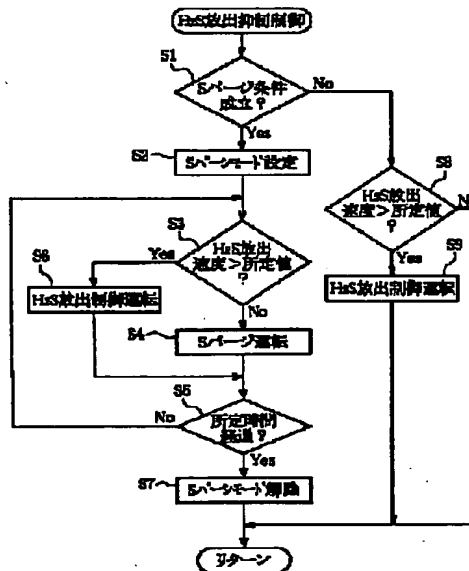 H₂S放出抑制制御
S1
Sパージ条件
成立?
No
Yes
S2
Sパージモード設定
S3
H₂S放出
速度>所定値
?
Yes
No
S6
H₂S放出制御運転
S4
Sパージ運転
S5
所定時間
経過?
No
Yes
S7
Sパージモード解除
S8
H₂S放出
速度>所定値
?
Yes
S9
H₂S放出制御運転
リターン